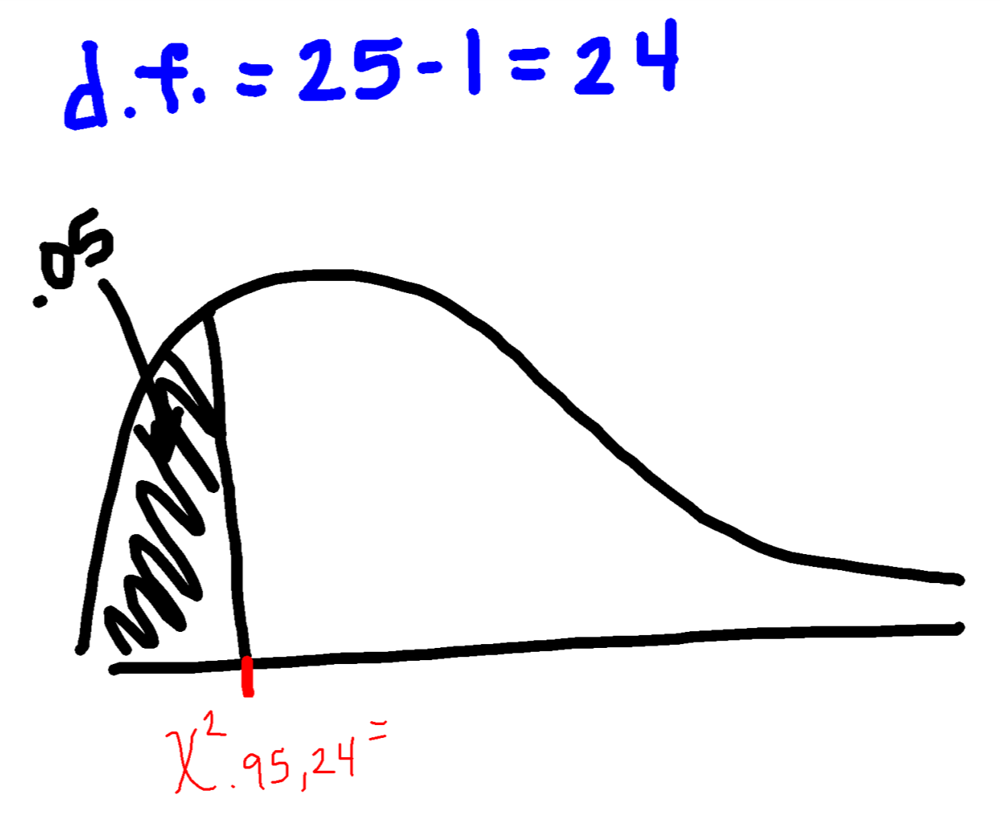 d.f. = 25 - 1 = 24
.05
χ².95,24 =